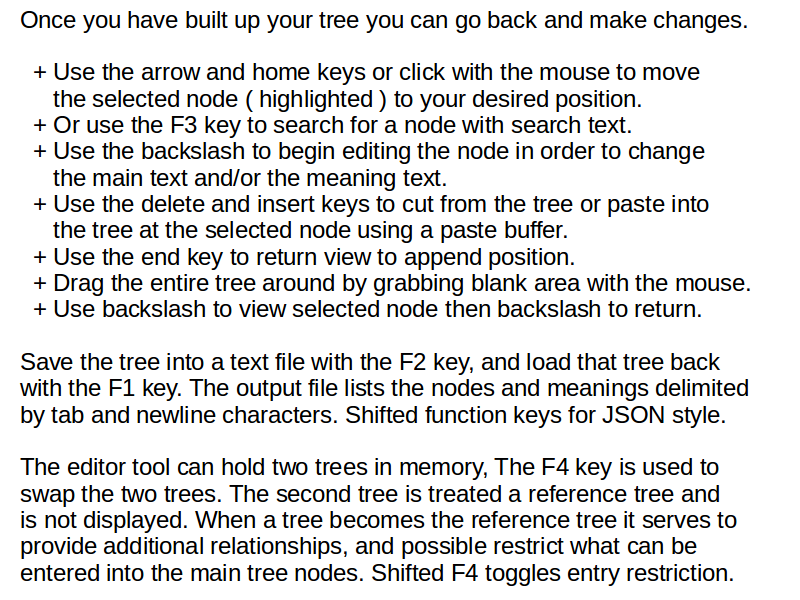 Once you have built up your tree you can go back and make changes.
+ Use the arrow and home keys or click with the mouse to move
the selected node ( highlighted ) to your desired position.
+ Or use the F3 key to search for a node with search text.
+ Use the backslash to begin editing the node in order to change
the main text and/or the meaning text.
+ Use the delete and insert keys to cut from the tree or paste into
the tree at the selected node using a paste buffer.
+ Use the end key to return view to append position.
+ Drag the entire tree around by grabbing blank area with the mouse.
+ Use backslash to view selected node then backslash to return.
Save the tree into a text file with the F2 key, and load that tree back
with the F1 key. The output file lists the nodes and meanings delimited
by tab and newline characters. Shifted function keys for JSON style.
The editor tool can hold two trees in memory, The F4 key is used to
swap the two trees. The second tree is treated a reference tree and
is not displayed. When a tree becomes the reference tree it serves to
provide additional relationships, and possible restrict what can be
entered into the main tree nodes. Shifted F4 toggles entry restriction.